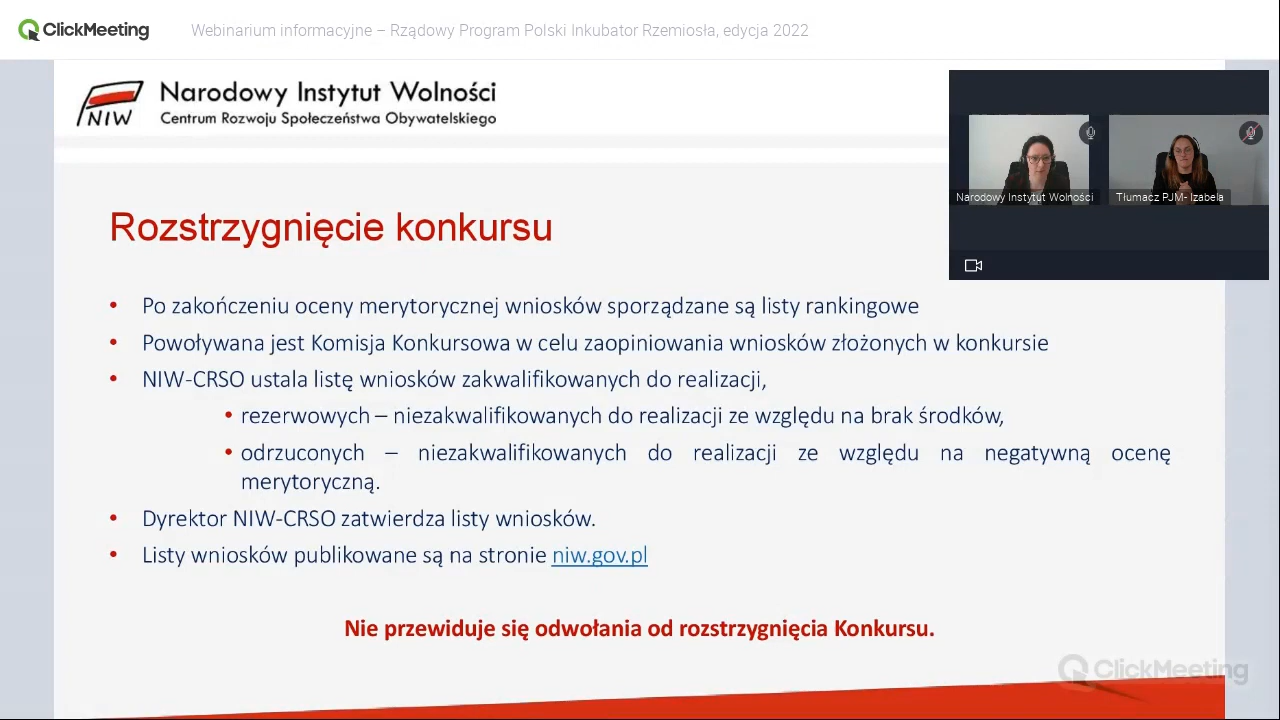 ClickMeeting
Webinarium informacyjne – Rządowy Program Polski Inkubator Rzemiosła, edycja 2022
NIW
Narodowy Instytut Wolności
Centrum Rozwoju Społeczeństwa Obywatelskiego
Narodowy Instytut Wolności
Tłumacz PJM- Izabela
Rozstrzygnięcie konkursu
• Po zakończeniu oceny merytorycznej wniosków sporządzane są listy rankingowe
• Powoływana jest Komisja Konkursowa w celu zaopiniowania wniosków złożonych w konkursie
• NIW-CRSO ustala listę wniosków zakwalifikowanych do realizacji,
• rezerwowych – niezakwalifikowanych do realizacji ze względu na brak środków,
• odrzuconych – niezakwalifikowanych do realizacji ze względu na negatywną ocenę
merytoryczną.
• Dyrektor NIW-CRSO zatwierdza listy wniosków.
• Listy wniosków publikowane są na stronie niw.gov.pl
Nie przewiduje się odwołania od rozstrzygnięcia Konkursu.
ClickMeeting